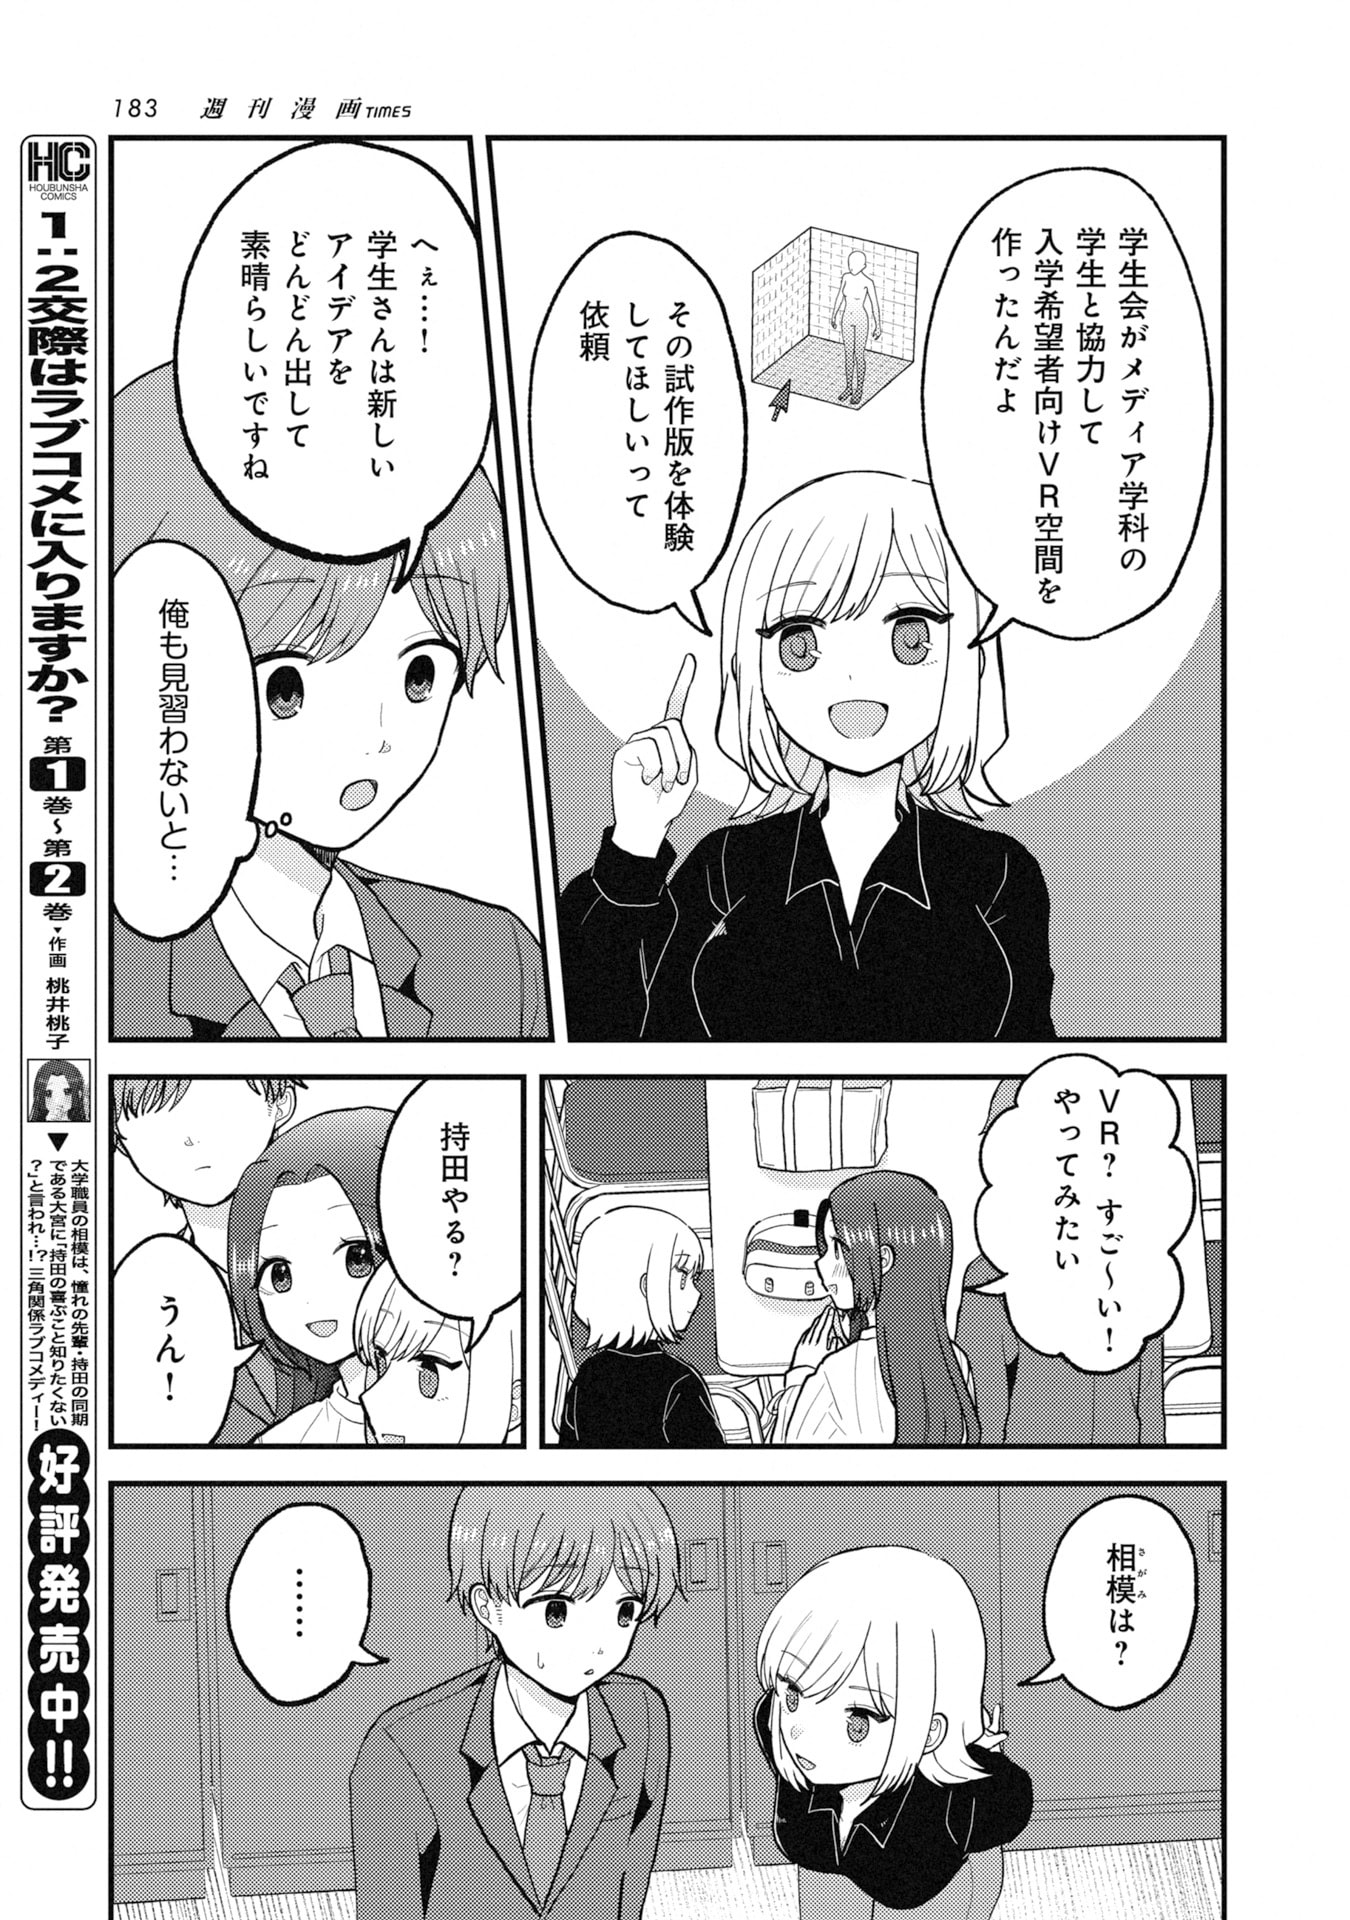 183 週刊漫画TIMES
学生会がメディア学科の
学生と協力して
入学希望者向けVR空間を
作ったんだよ
その試作版を体験
してほしいって
依頼
へぇ…!
学生さんは新しい
アイデアを
どんどん出して
素晴らしいですね
俺も見習わないと…
VR? すご~い!
やってみたい
持田やる?
うん!
相模は?
さがみ
……
HC
HOUBUNSHA
COMICS
1:2交際はラブコメに入りますか?
第1巻~第2巻
▼作画 桃井桃子
▼
大学職員の相模は、憧れの先輩・持田の同期
である大宮に「持田の喜ぶこと知りたくない
?」と言われ…?三角関係ラブコメディー!
好評発売中!!